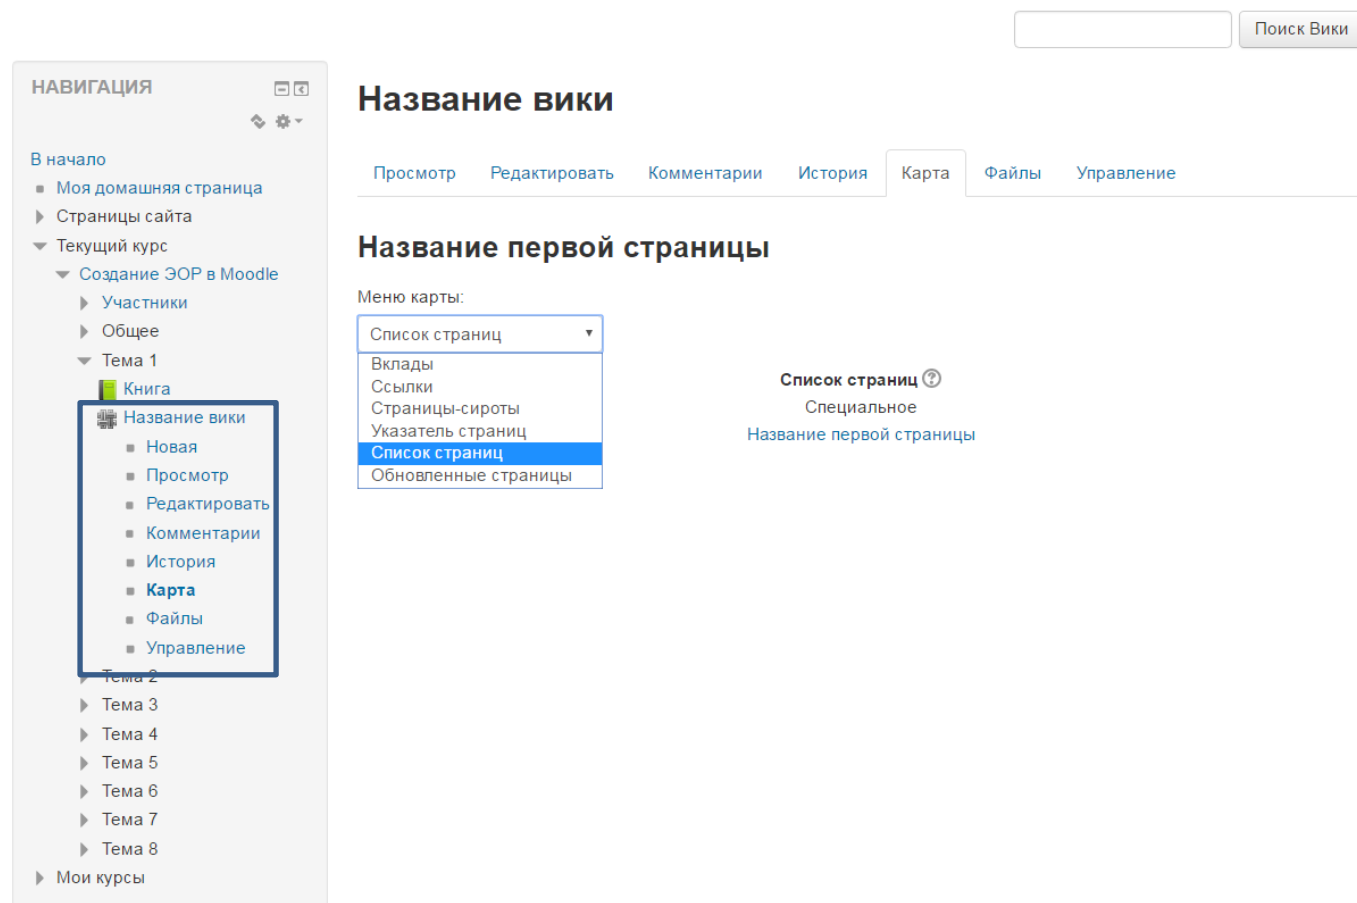 Поиск Вики
НАВИГАЦИЯ
В начало
Моя домашняя страница
Страницы сайта
Текущий курс
Создание ЭОР в Moodle
Участники
Общее
Тема 1
Книга
Название вики
Новая
Просмотр
Редактировать
Комментарии
История
Карта
Файлы
Управление
Тема 2
Тема 3
Тема 4
Тема 5
Тема 6
Тема 7
Тема 8
Мои курсы
Название вики
Просмотр Редактировать Комментарии История Карта Файлы Управление
Название первой страницы
Меню карты:
Список страниц
Вклады
Ссылки
Страницы-сироты
Указатель страниц
Список страниц
Обновленные страницы
Список страниц
Специальное
Название первой страницы